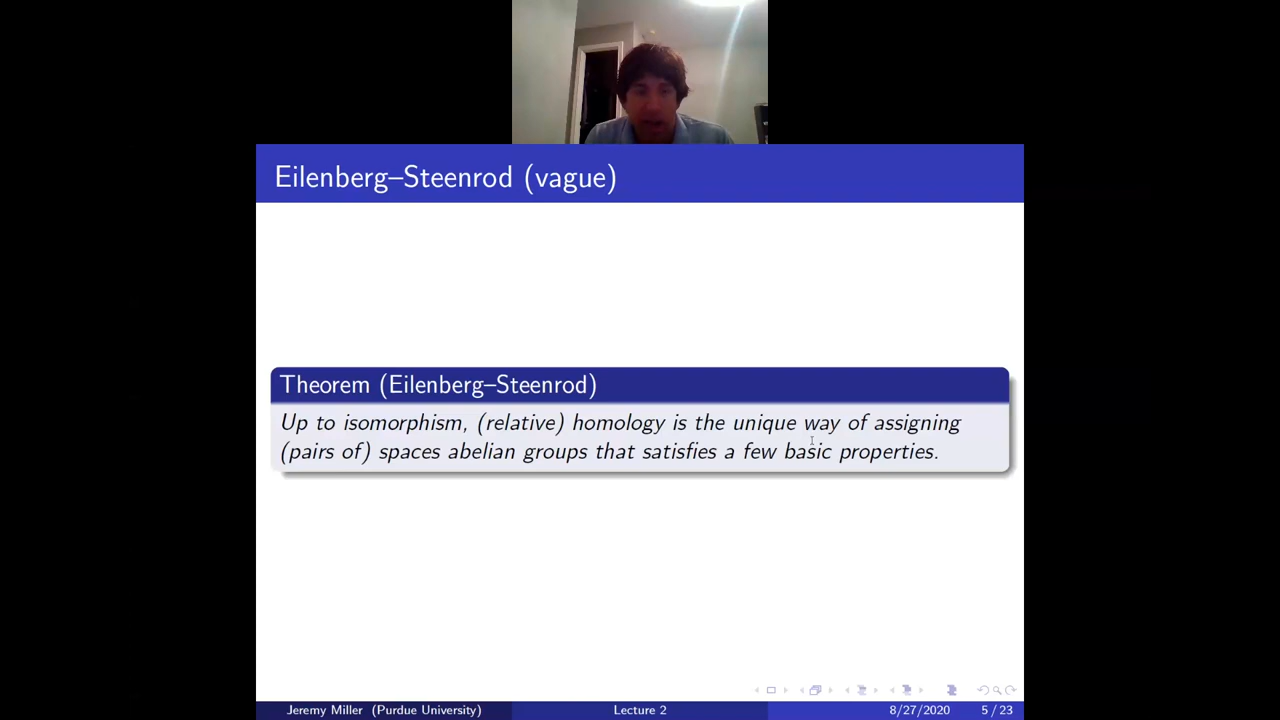 Eilenberg–Steenrod (vague)
Theorem (Eilenberg–Steenrod)
Up to isomorphism, (relative) homology is the unique way of assigning
(pairs of) spaces abelian groups that satisfies a few basic properties.
Jeremy Miller (Purdue University) Lecture 2 8/27/2020 5 / 23